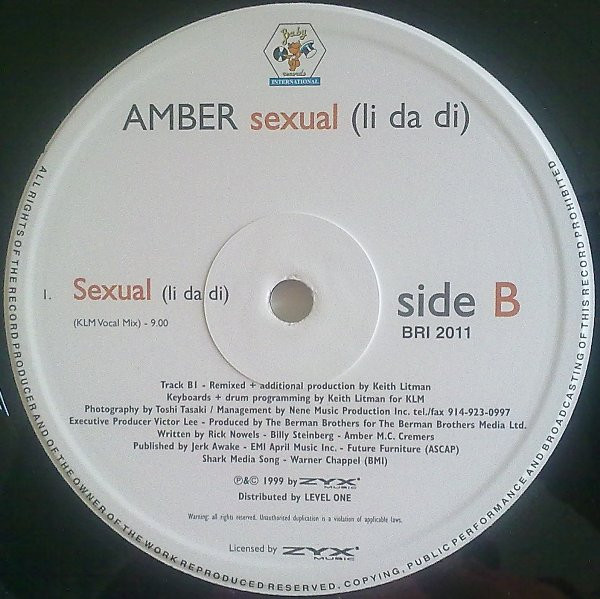 Baby
records
INTERNATIONAL
AMBER sexual (li da di)
1. Sexual (li da di)
(KLM Vocal Mix) - 9.00
side B
BRI 2011
Track B1 - Remixed + additional production by Keith Litman
Keyboards + drum programming by Keith Litman for KLM
Photography by Toshi Tasaki / Management by Nene Music Production Inc. tel./fax 914-923-0997
Executive Producer Victor Lee - Produced by The Berman Brothers for The Berman Brothers Media Ltd.
Written by Rick Nowels - Billy Steinberg - Amber M.C. Cremers
Published by Jerk Awake - EMI April Music Inc. - Future Furniture (ASCAP)
Shark Media Song - Warner Chappel (BMI)
℗&© 1999 by ZYX MUSIC
Distributed by LEVEL ONE
Warning: all rights reserved. Unauthorised duplication is a violation of applicable laws.
Licensed by ZYX MUSIC
ALL RIGHTS OF THE RECORD PRODUCER AND OF THE OWNER OF THE WORK REPRODUCED RESERVED. COPYING, PUBLIC PERFORMANCE AND BROADCASTING OF THIS RECORD PROHIBITED